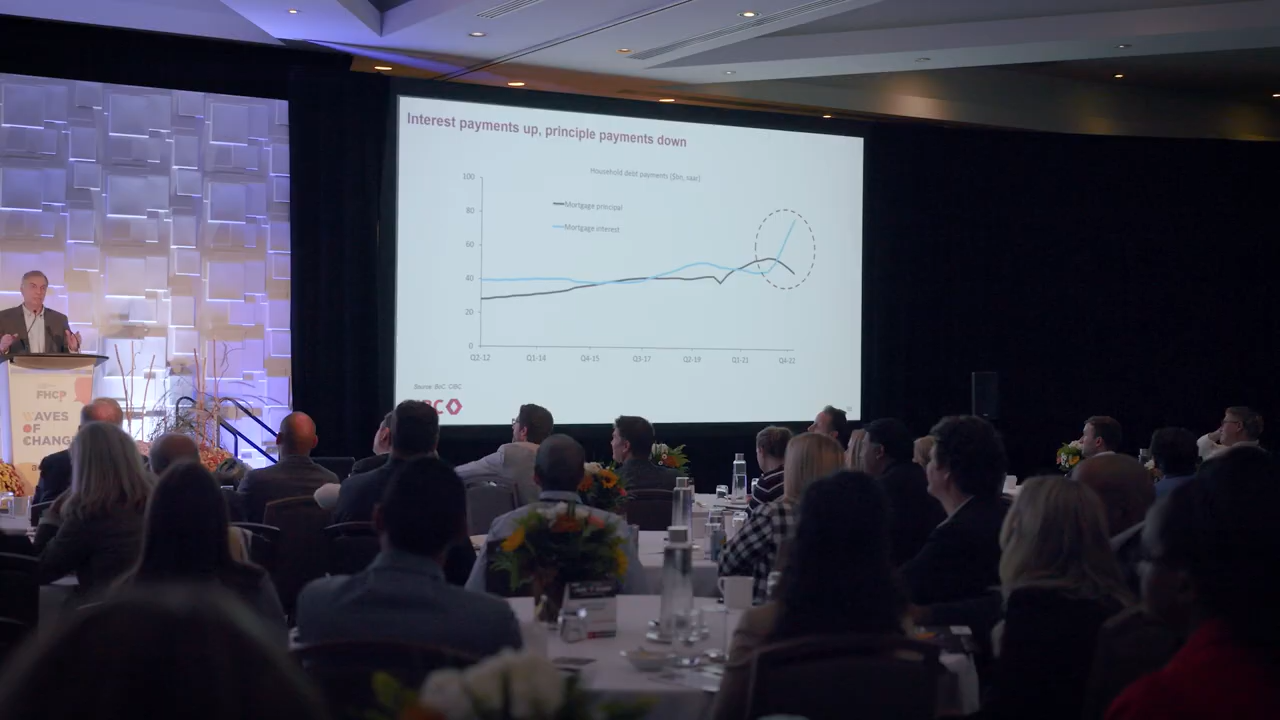 Interest payments up, principle payments down
Household debt payments ($bn, saar)
100
80
60
40
20
0
Mortgage principal
Mortgage interest
Q2-12
Q1-14
Q4-15
Q3-17
Q2-19
Q1-21
Q4-22
Source: BoC, CIBC
BC
FHCP
WAVES
OF
CHANG